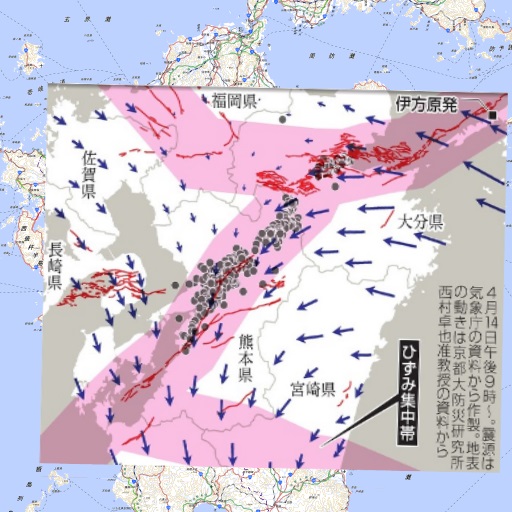 福岡県
伊方原発
佐賀県
大分県
長崎県
熊本県
宮崎県
ひずみ集中帯
4月14日午後9時～。震源は
気象庁の資料から作製。地表
の動きは京都大防災研究所
西村卓也准教授の資料から